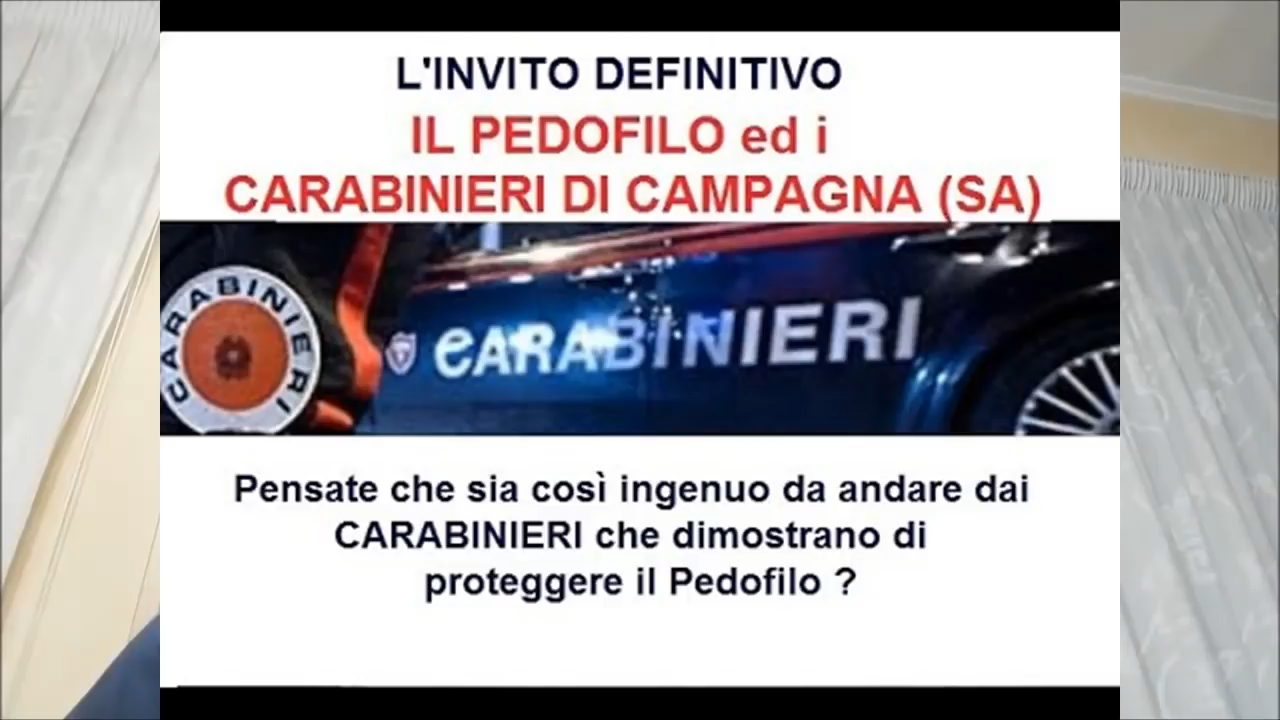 L'INVITO DEFINITIVO
IL PEDOFILO ed i
CARABINIERI DI CAMPAGNA (SA)
CARABINIERI
CARABINIERI
Pensate che sia così ingenuo da andare dai
CARABINIERI che dimostrano di
proteggere il Pedofilo ?